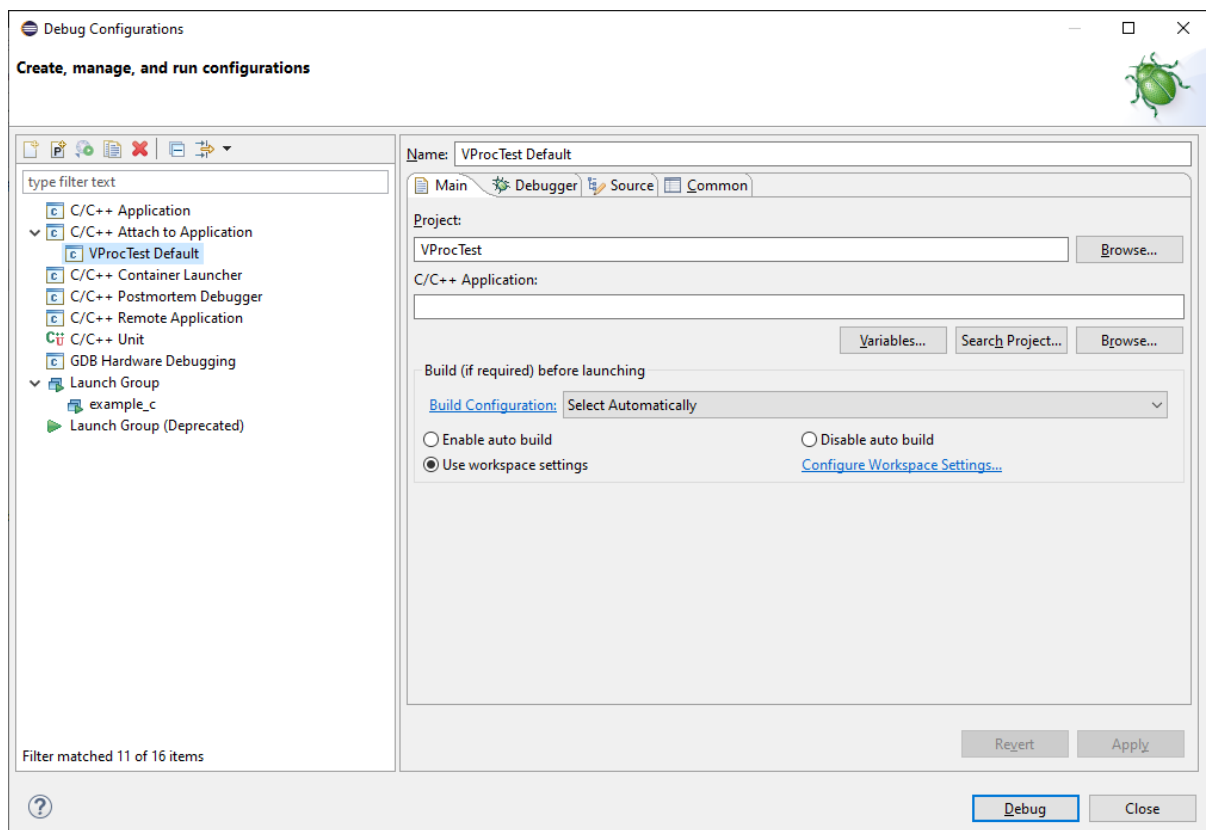 Debug Configurations
Create, manage, and run configurations
type filter text
C/C++ Application
C/C++ Attach to Application
VProcTest Default
C/C++ Container Launcher
C/C++ Postmortem Debugger
C/C++ Remote Application
C/C++ Unit
GDB Hardware Debugging
Launch Group
example_c
Launch Group (Deprecated)
Filter matched 11 of 16 items
Name: VProcTest Default
Main Debugger Source Common
Project:
VProcTest Browse...
C/C++ Application:
Variables... Search Project... Browse...
Build (if required) before launching
Build Configuration: Select Automatically
Enable auto build Disable auto build
Use workspace settings Configure Workspace Settings...
Revert Apply
? Debug Close